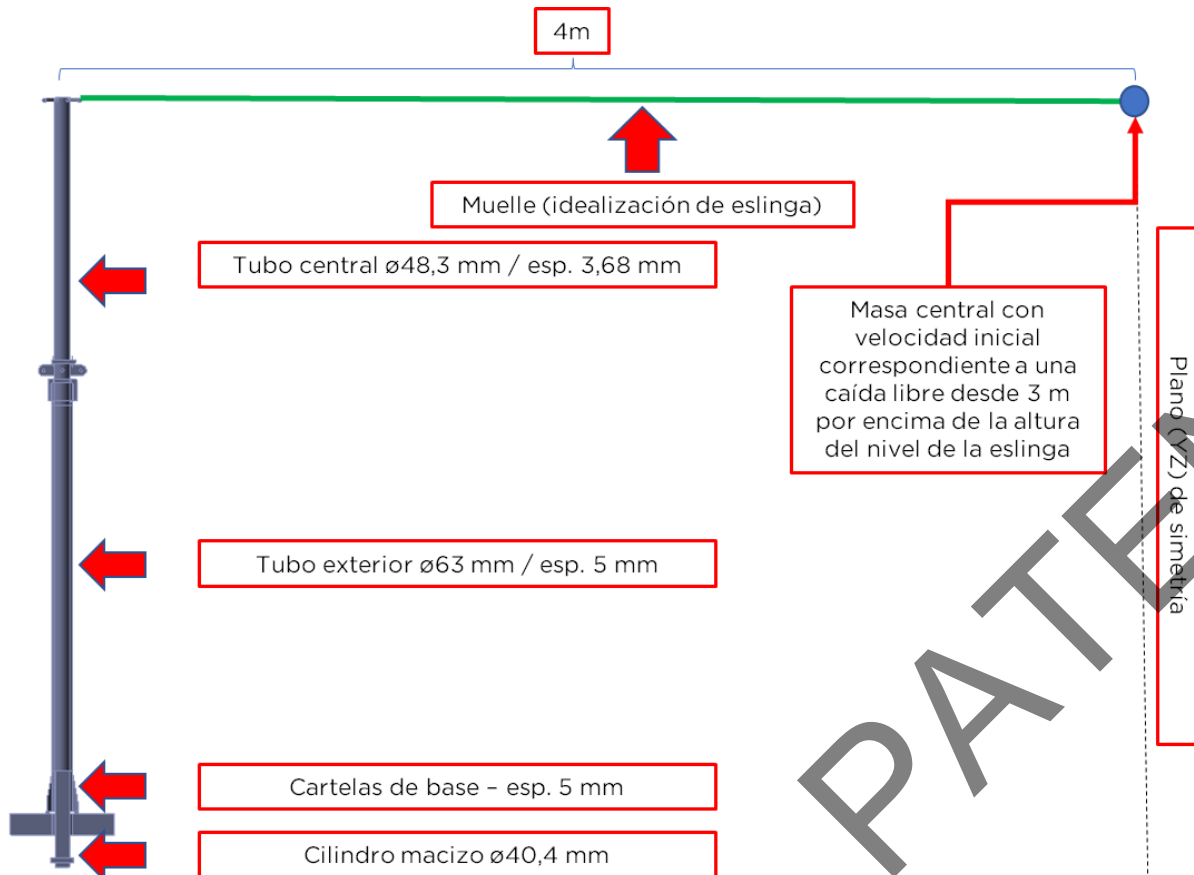 4m
Muelle (idealización de eslinga)
Tubo central ø48,3 mm / esp. 3,68 mm
Masa central con
velocidad inicial
correspondiente a una
caída libre desde 3 m
por encima de la altura
del nivel de la eslinga
Plano (YZ) de simetría
Tubo exterior ø63 mm / esp. 5 mm
Cartelas de base – esp. 5 mm
Cilindro macizo ø40,4 mm